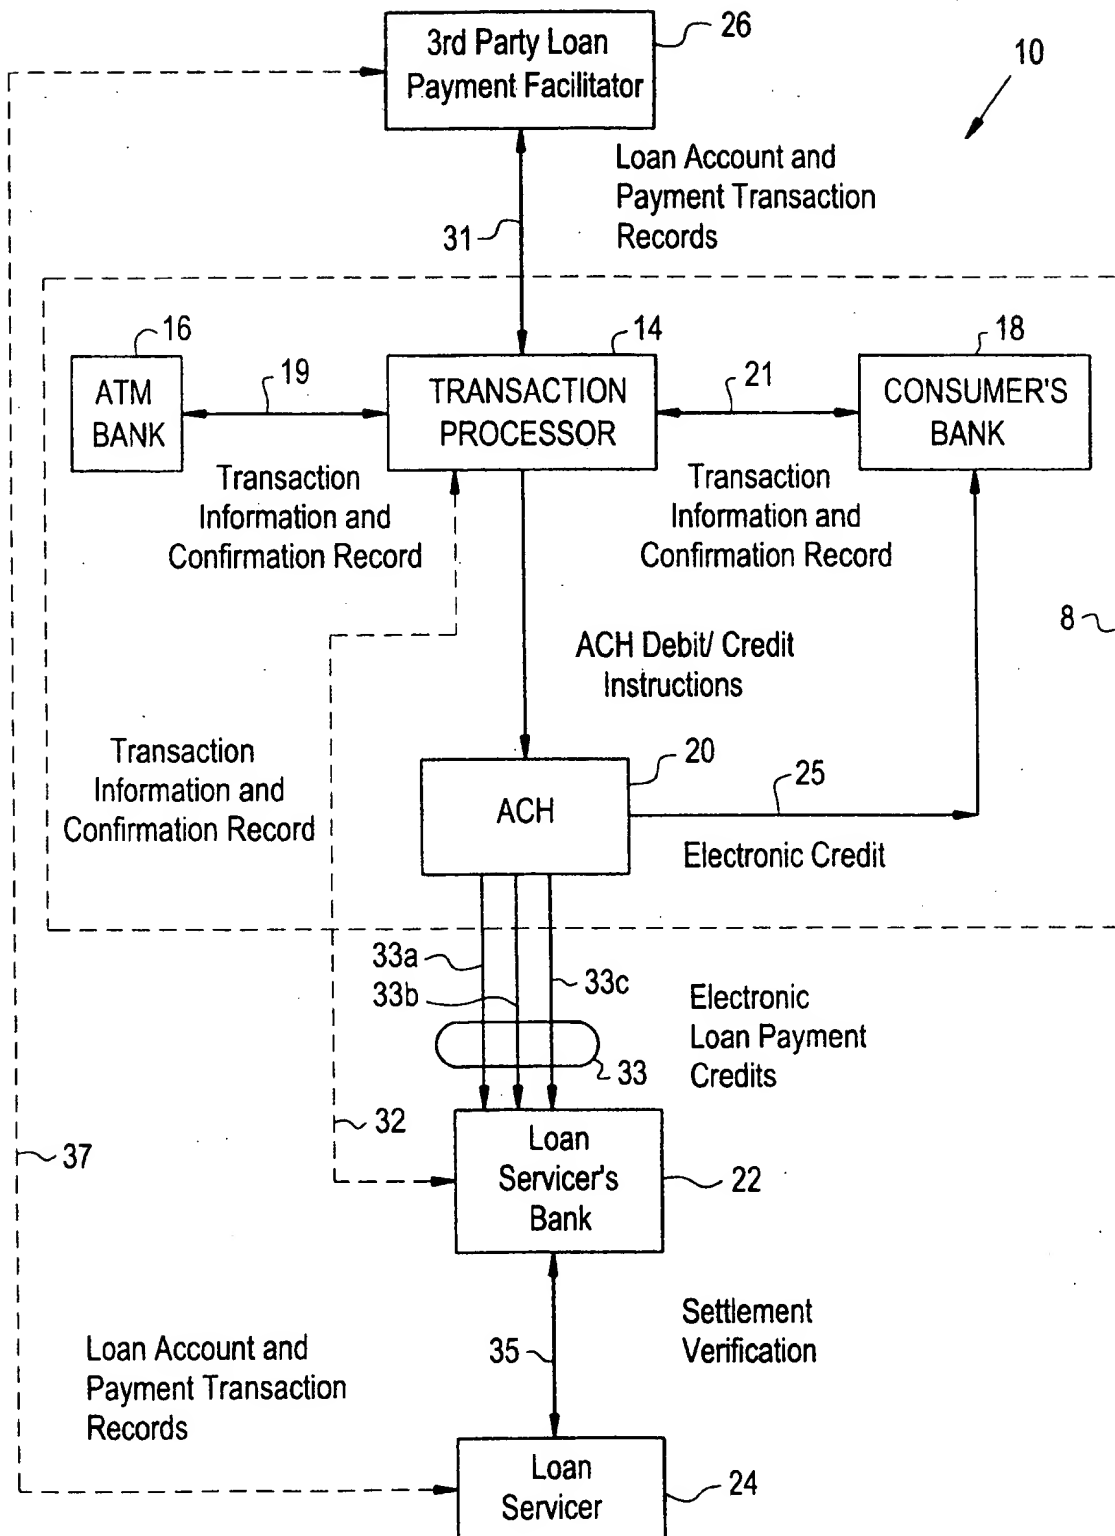 3rd Party Loan
Payment Facilitator
26
10
Loan Account and
Payment Transaction
Records
31
16
14
18
ATM
BANK
19
TRANSACTION
PROCESSOR
21
CONSUMER'S
BANK
Transaction
Information and
Confirmation Record
Transaction
Information and
Confirmation Record
8
ACH Debit/ Credit
Instructions
Transaction
Information and
Confirmation Record
20
ACH
25
Electronic Credit
33a
33b
33c
33
Electronic
Loan Payment
Credits
32
37
Loan
Servicer's
Bank
22
Settlement
Verification
35
Loan Account and
Payment Transaction
Records
Loan
Servicer
24